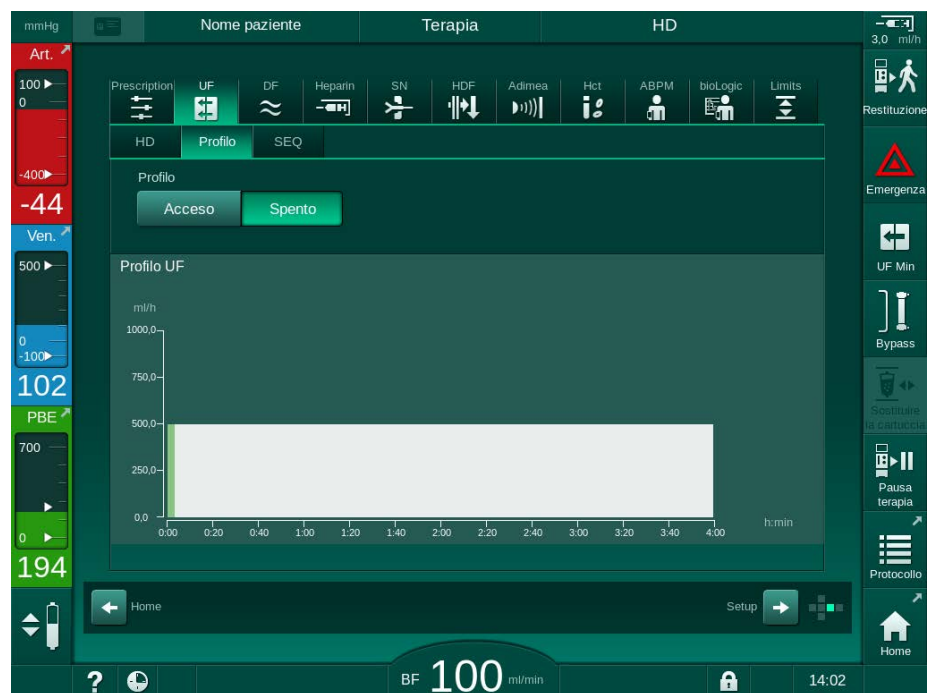 mmHg
Nome paziente
Terapia
HD
3,0 ml/h
Art.
100
0
-400
-44
Ven.
500
0
-100
102
PBE
700
0
194
Prescription
UF
DF
Heparin
SN
HDF
Adimea
Hct
ABPM
bioLogic
Limits
HD
Profilo
SEQ
Profilo
Acceso
Spento
Profilo UF
ml/h
1000,0
750,0
500,0
250,0
0,0
0:00 0:20 0:40 1:00 1:20 1:40 2:00 2:20 2:40 3:00 3:20 3:40 4:00
h:min
Home
Setup
Restituzione
Emergenza
UF Min
Bypass
Sostituire
la cartuccia
Pausa
terapia
Protocollo
Home
?
BF 100 ml/min
14:02